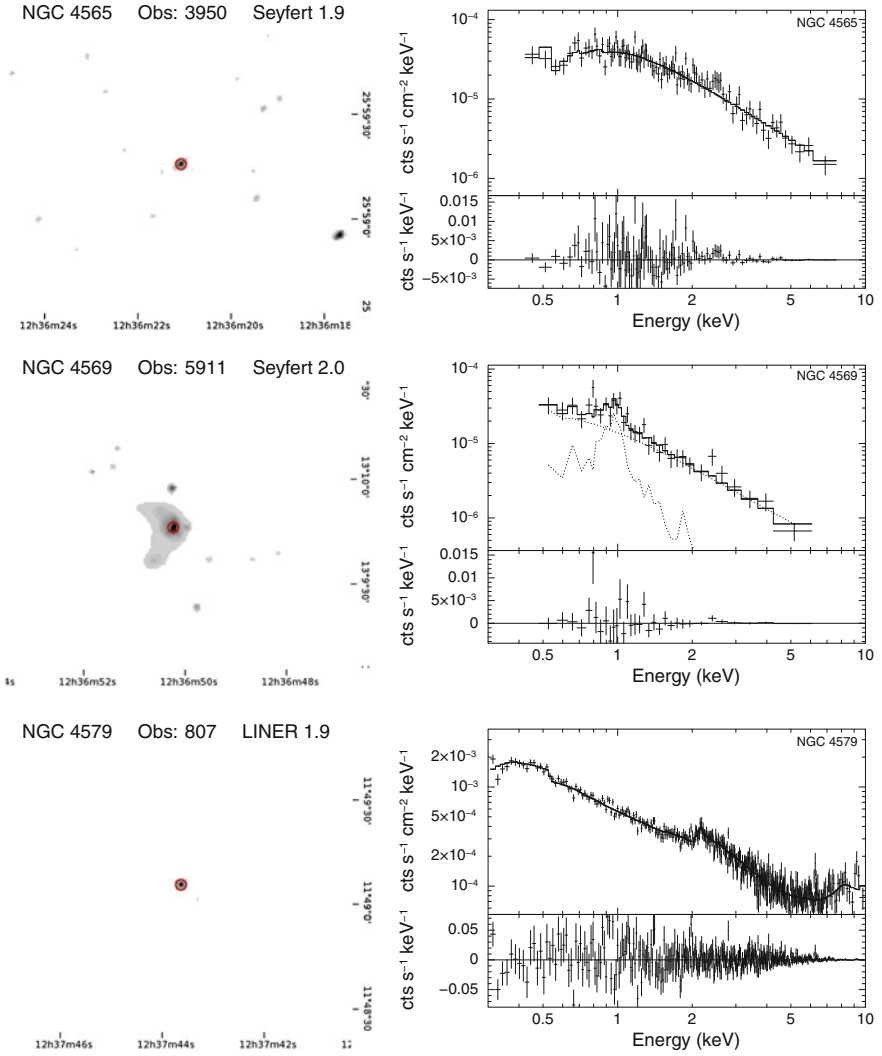 NGC 4565 Obs: 3950 Seyfert 1.9
25°59'30"
25°59'0"
25
12h36m24s 12h36m22s 12h36m20s 12h36m18
NGC 4565
cts s−1 cm−2 keV−1
10−4
10−5
10−6
cts s−1 keV−1
0.015
0.01
5×10−3
0
−5×10−3
0.5 1 2 5 10
Energy (keV)
NGC 4569 Obs: 5911 Seyfert 2.0
'30"
13°10'0"
13°9'30"
4s 12h36m52s 12h36m50s 12h36m48s
NGC 4569
cts s−1 cm−2 keV−1
10−4
10−5
10−6
cts s−1 keV−1
0.015
0.01
5×10−3
0
0.5 1 2 5 10
Energy (keV)
NGC 4579 Obs: 807 LINER 1.9
11°49'30"
11°49'0"
11°48'30
12h37m46s 12h37m44s 12h37m42s 12
NGC 4579
cts s−1 cm−2 keV−1
2×10−3
10−3
5×10−4
2×10−4
10−4
cts s−1 keV−1
0.05
0
−0.05
0.5 1 2 5 10
Energy (keV)